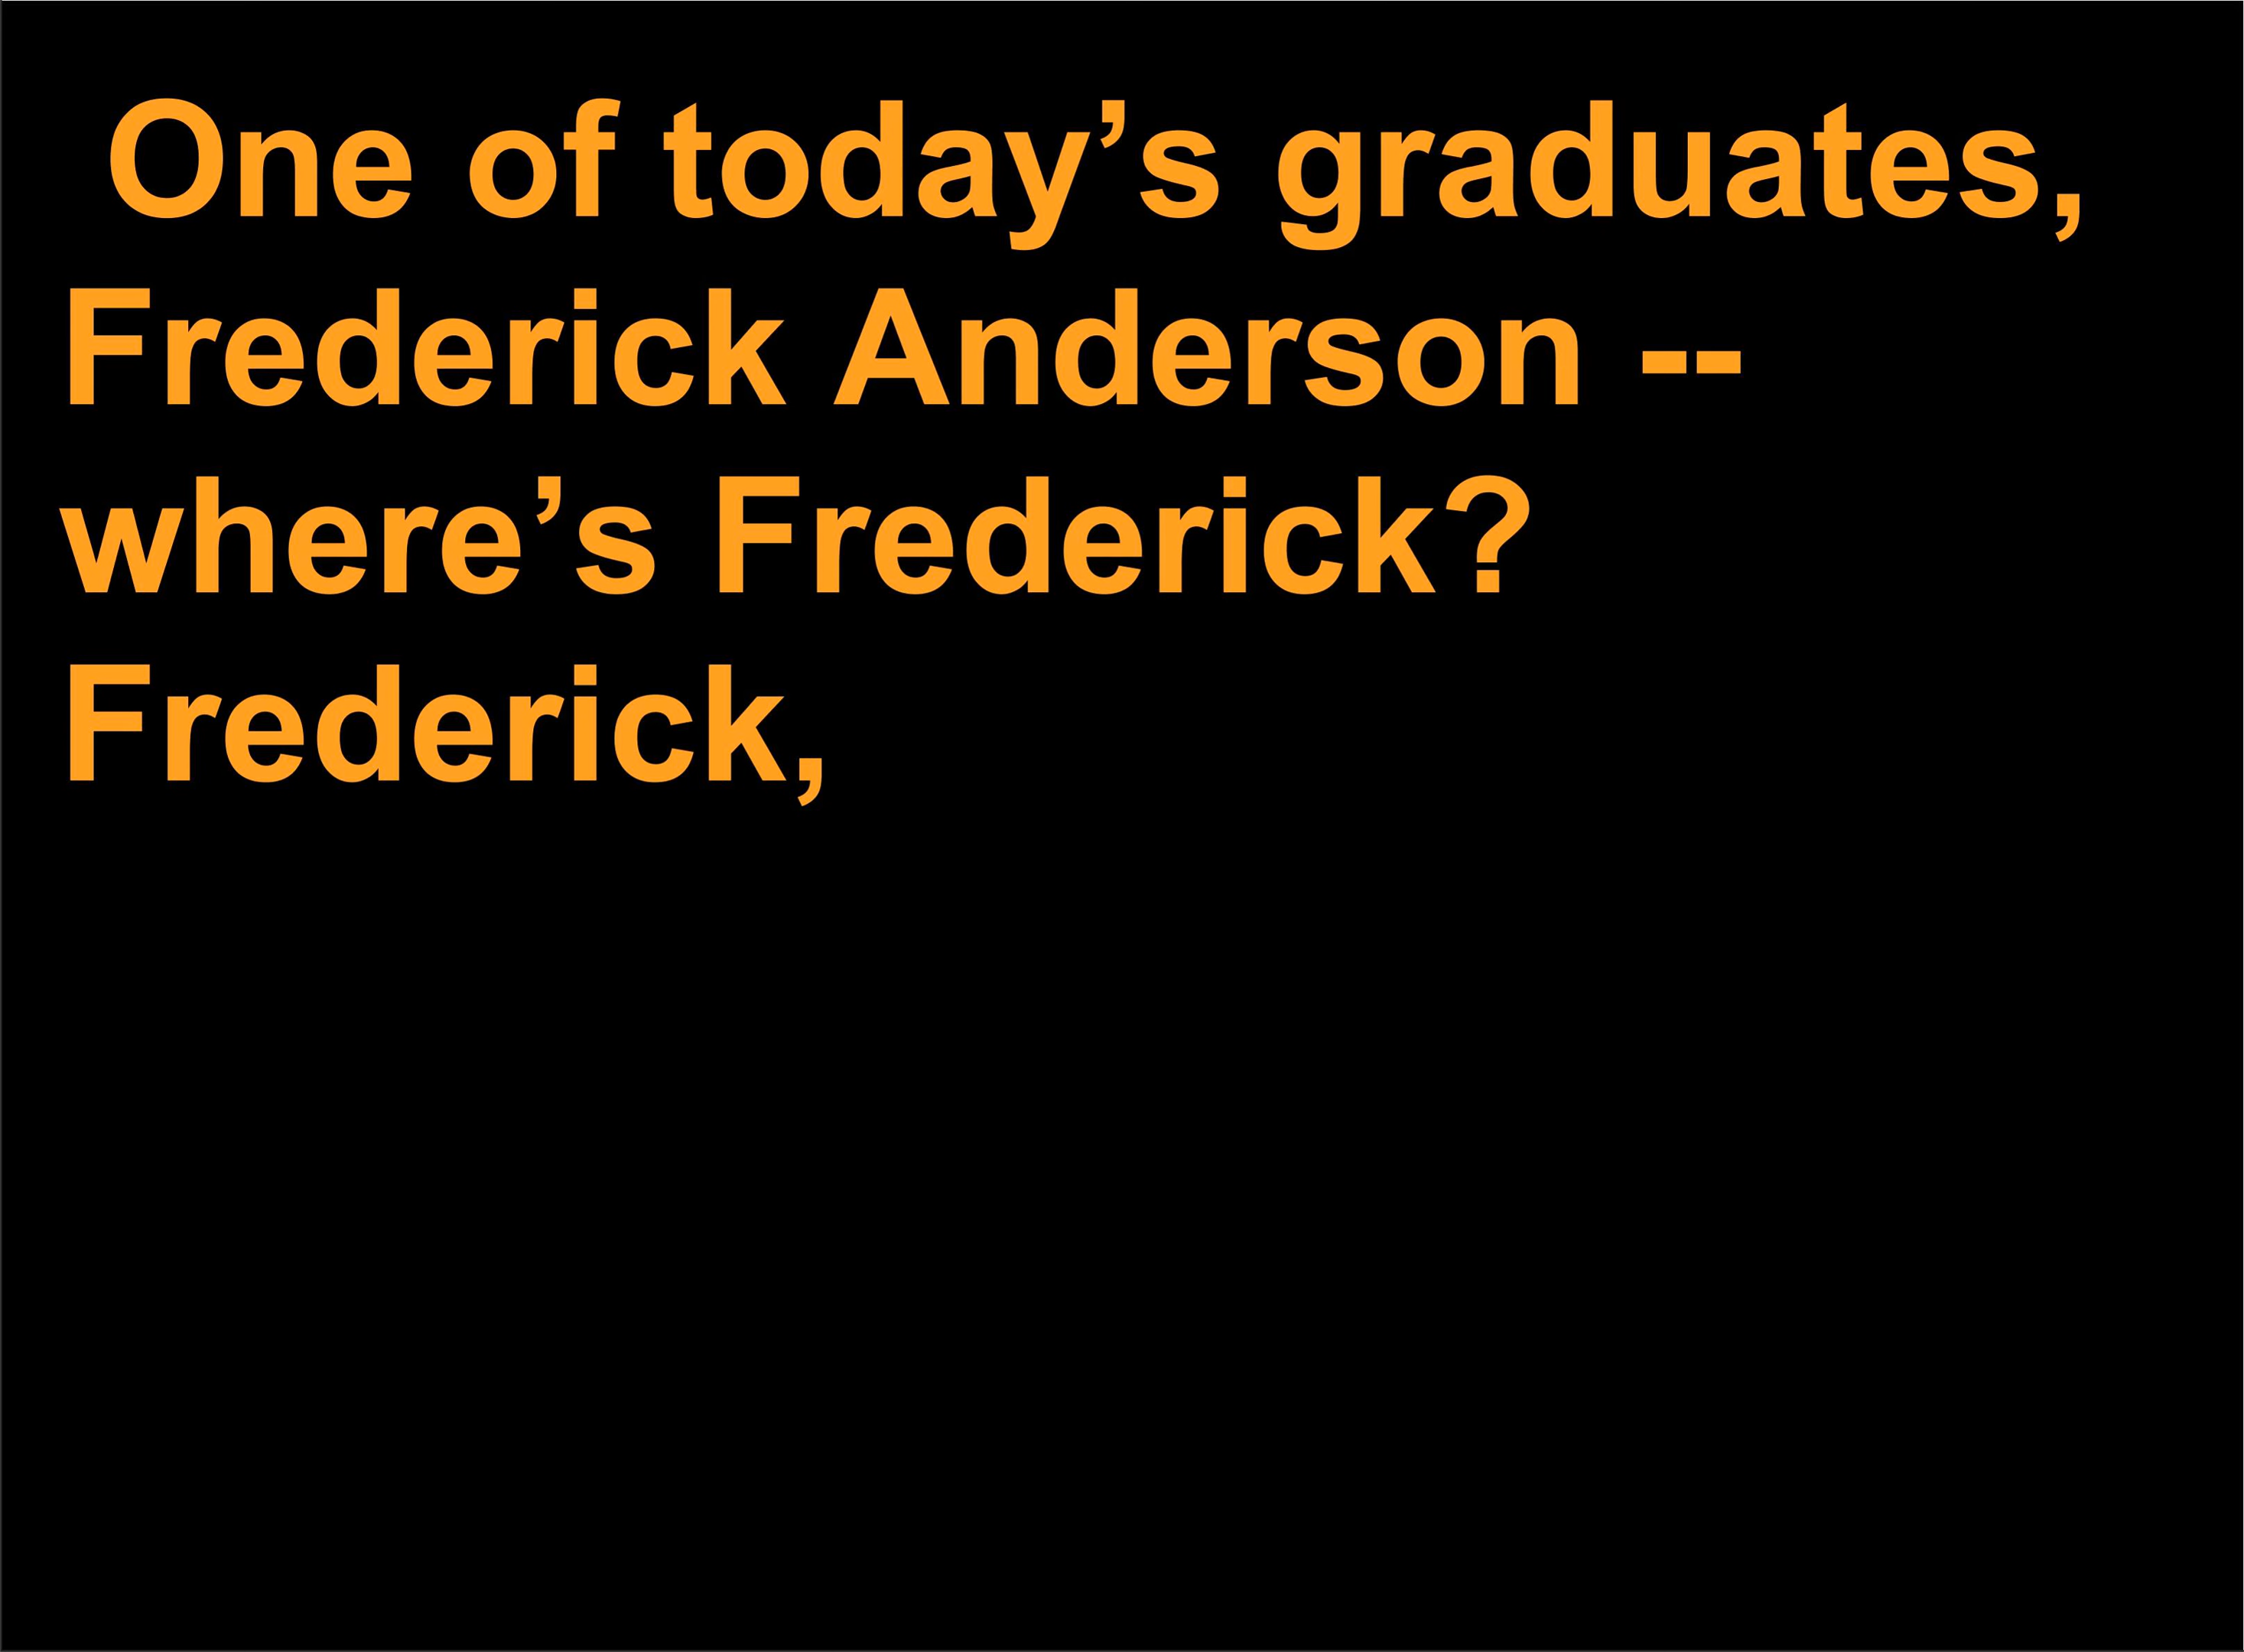 One of today’s graduates,
Frederick Anderson --
where’s Frederick?
Frederick,